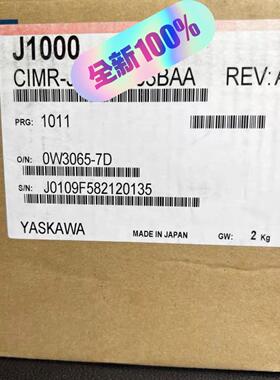 J1000
全新100%
REV:A
PRG: 1011
O/N: 0W3065-7D
S/N: J0109F582120135
YASKAWA MADE IN JAPAN GW: 2 Kg